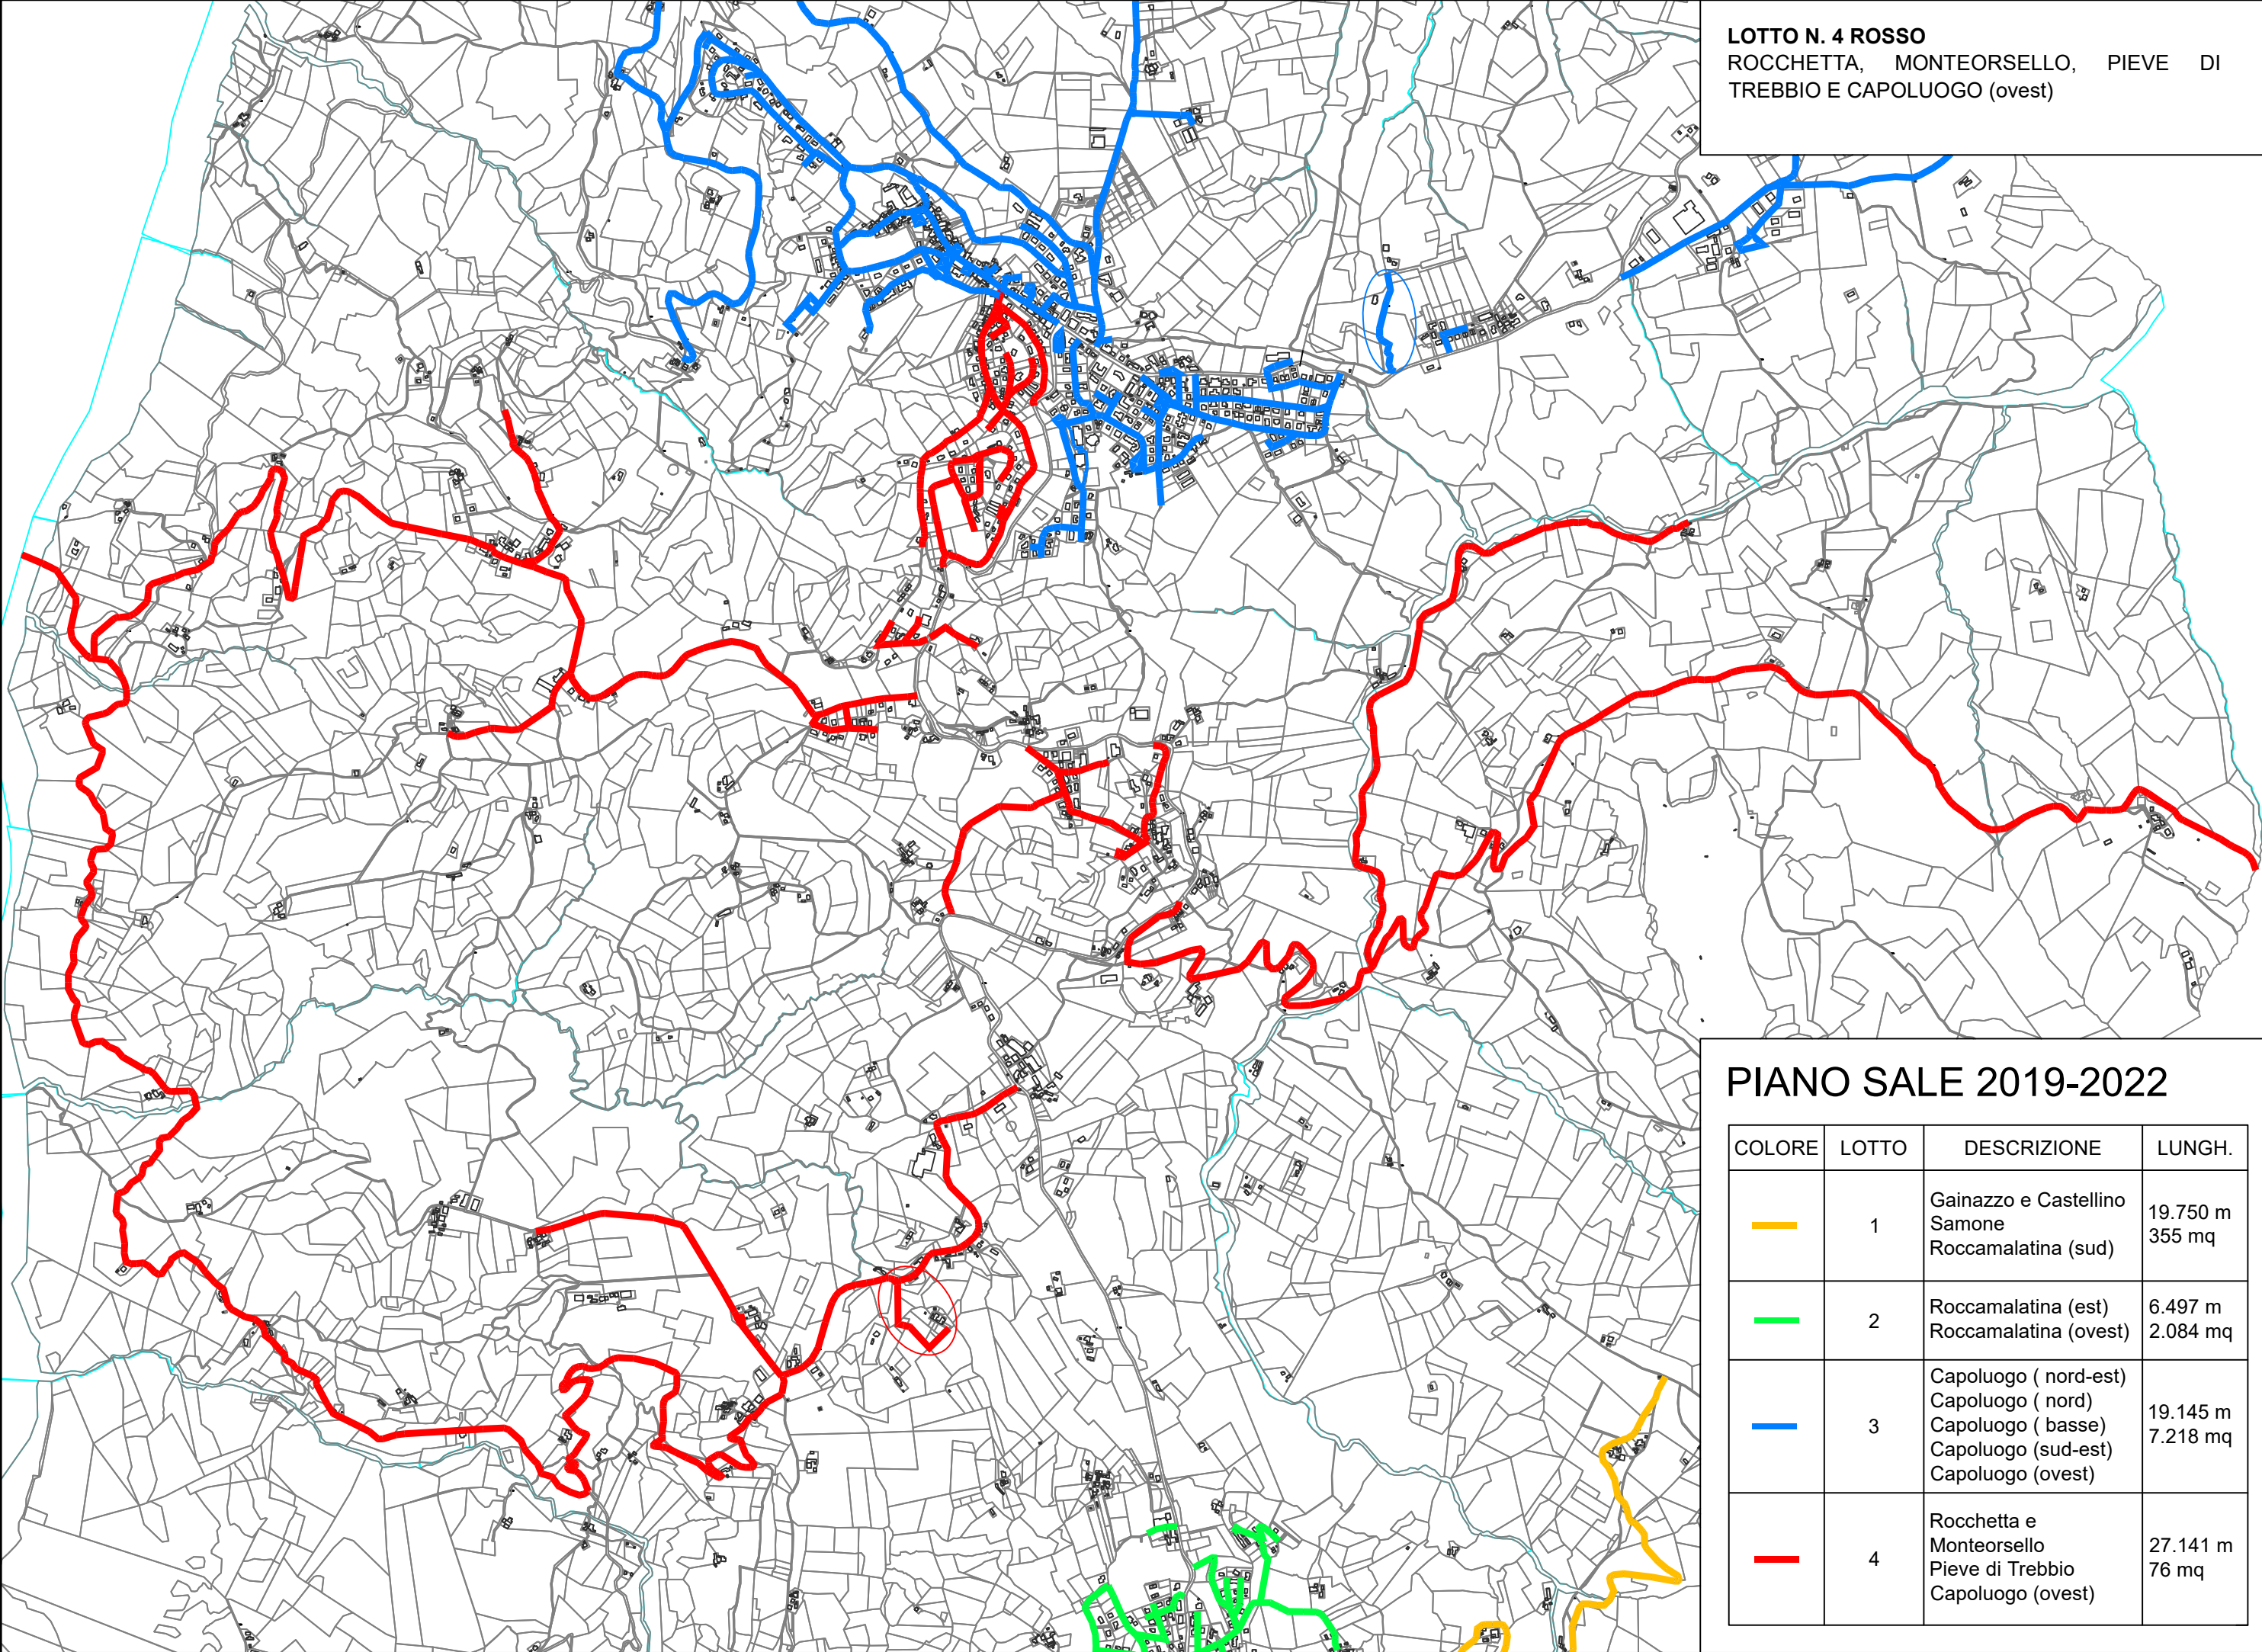 LOTTO N. 4 ROSSO
ROCCHETTA, MONTEORSELLO, PIEVE DI
TREBBIO E CAPOLUOGO (ovest)
PIANO SALE 2019-2022
COLORE LOTTO DESCRIZIONE LUNGH.
1
Gainazzo e Castellino
Samone
Roccamalatina (sud)
19.750 m
355 mq
2
Roccamalatina (est)
Roccamalatina (ovest)
6.497 m
2.084 mq
3
Capoluogo ( nord-est)
Capoluogo ( nord)
Capoluogo ( basse)
Capoluogo (sud-est)
Capoluogo (ovest)
19.145 m
7.218 mq
4
Rocchetta e
Monteorsello
Pieve di Trebbio
Capoluogo (ovest)
27.141 m
76 mq